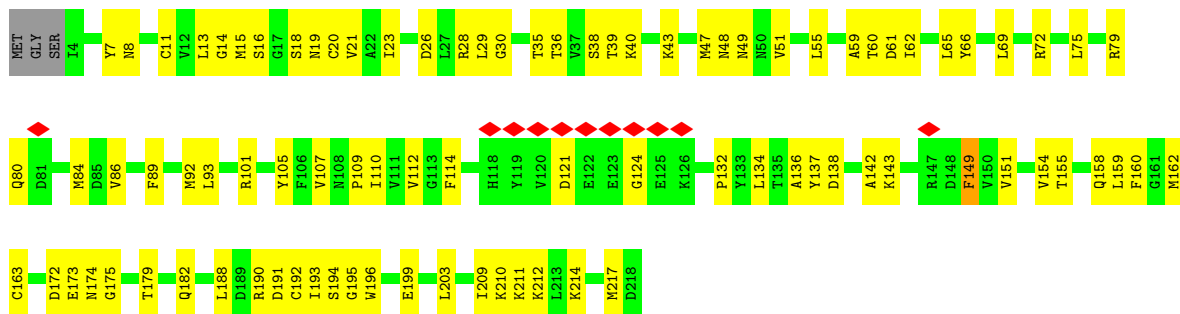 MET GLY SER I4 Y7 N8 C11 V12 L13 G14 M15 S16 G17 S18 N19 C20 V21 A22 I23 D26 L27 R28 L29 G30 T35 T36 V37 S38 T39 K40 K43 M47 N48 N49 N50 V51 L55 A59 T60 D61 I62 L65 Y66 L69 R72 L75 R79
Q80 D81 M84 D85 V86 F89 M92 L93 R101 Y105 F106 V107 N108 P109 I110 V111 V112 G113 F114 H118 Y119 V120 D121 E122 E123 G124 E125 K126 P132 Y133 L134 T135 A136 Y137 D138 A142 K143 R147 D148 F149 V150 V151 V154 T155 Q158 L159 F160 G161 M162
C163 D172 E173 N174 G175 T179 Q182 L188 D189 R190 D191 C192 I193 S194 G195 W196 E199 L203 I209 K210 K211 K212 L213 K214 M217 D218